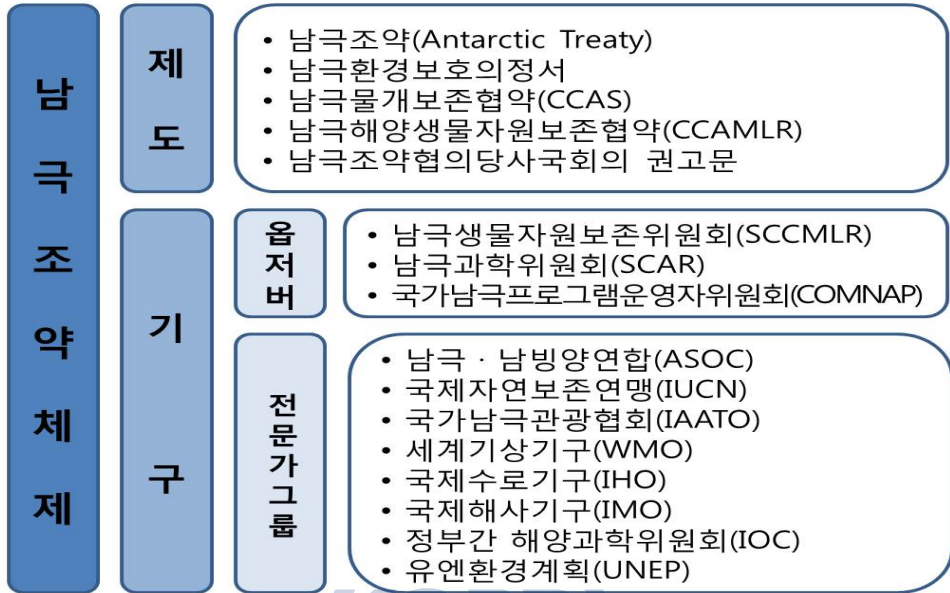 남극조약체제
제도
• 남극조약(Antarctic Treaty)
• 남극환경보호의정서
• 남극물개보존협약(CCAS)
• 남극해양생물자원보존협약(CCAMLR)
• 남극조약협의당사국회의 권고문
기구
옵저버
• 남극생물자원보존위원회(SCCMLR)
• 남극과학위원회(SCAR)
• 국가남극프로그램운영자위원회(COMNAP)
전문가그룹
• 남극 · 남빙양연합(ASOC)
• 국제자연보존연맹(IUCN)
• 국가남극관광협회(IAATO)
• 세계기상기구(WMO)
• 국제수로기구(IHO)
• 국제해사기구(IMO)
• 정부간 해양과학위원회(IOC)
• 유엔환경계획(UNEP)